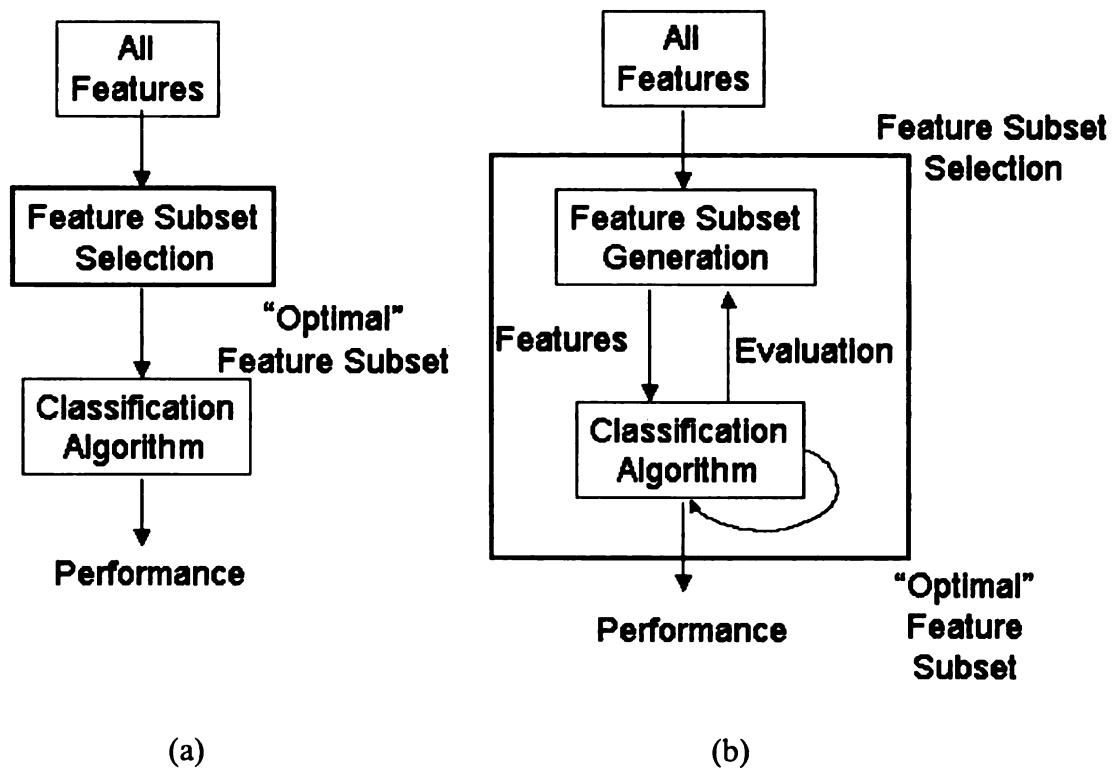 All
Features
Feature Subset
Selection
“Optimal”
Feature Subset
Classification
Algorithm
Performance
(a)
All
Features
Feature Subset
Selection
Feature Subset
Generation
Features
Evaluation
Classification
Algorithm
“Optimal”
Feature
Subset
Performance
(b)